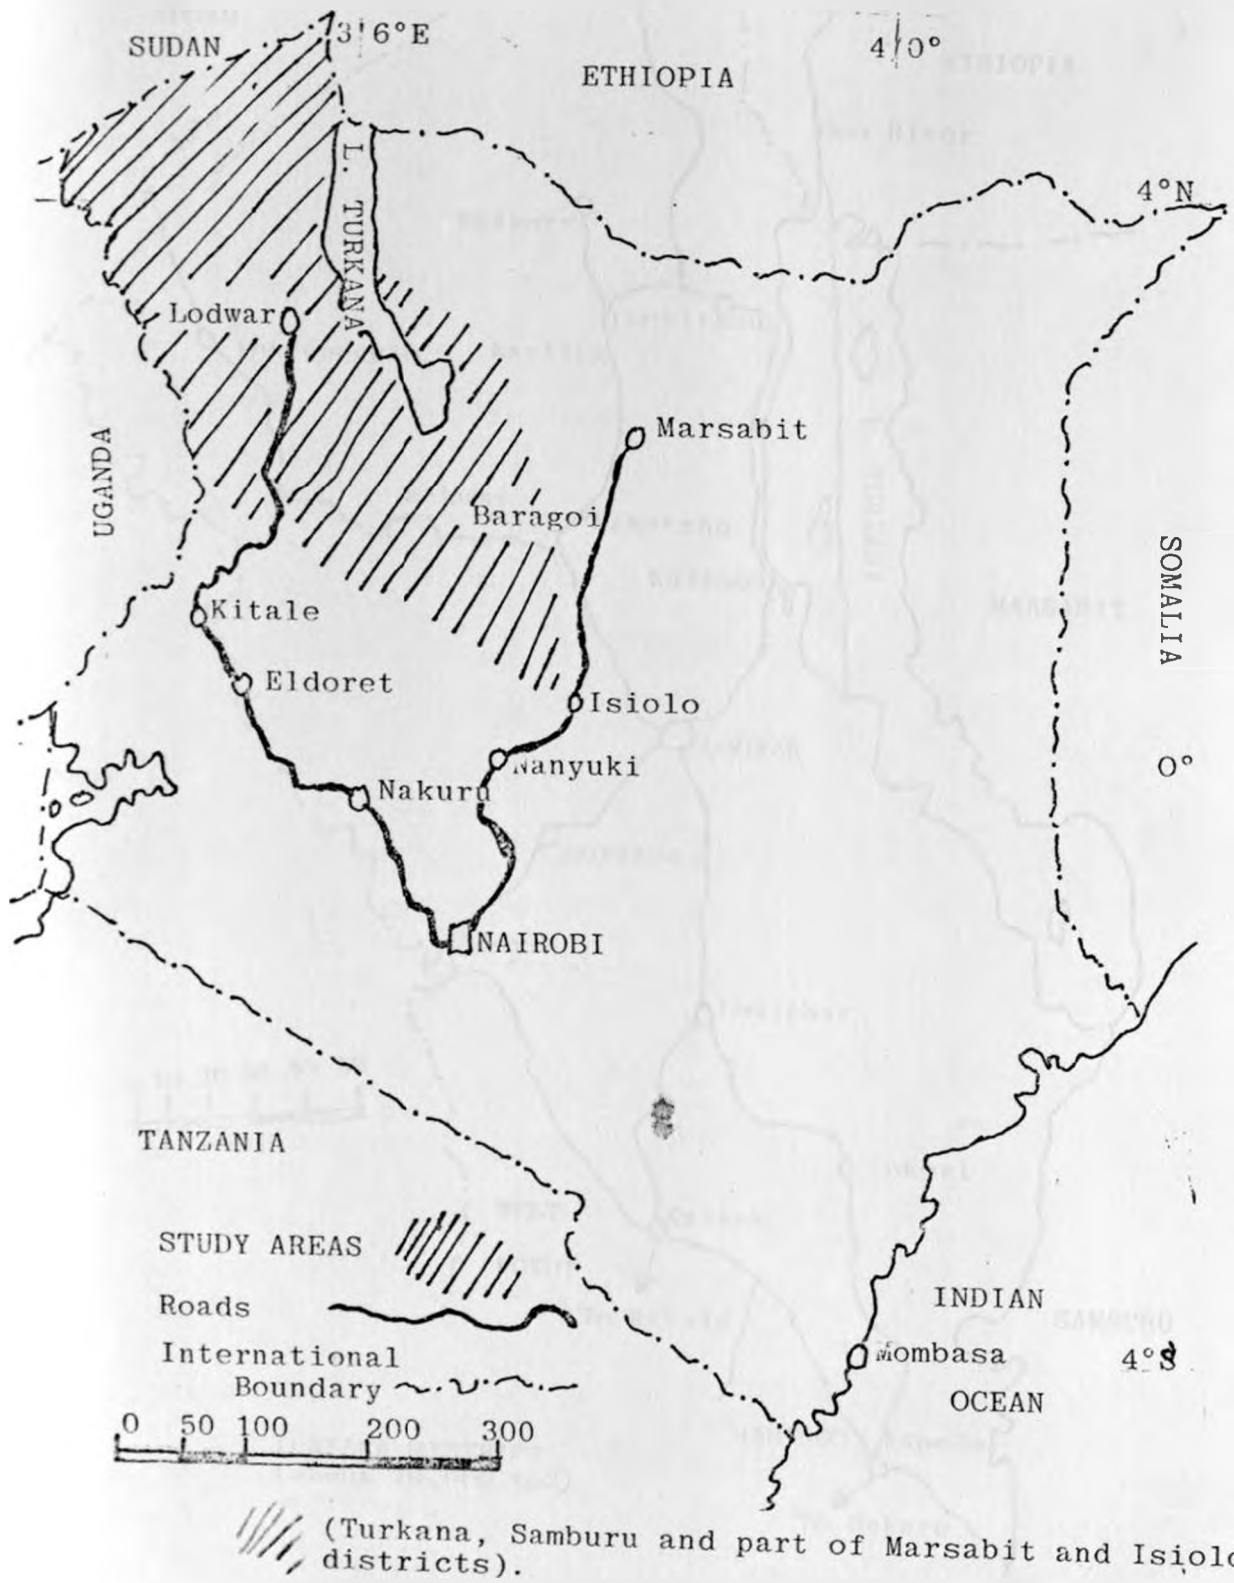 SUDAN
36°E
40°
ETHIOPIA
4°N
L. TURKANA
Lodwar
Marsabit
UGANDA
Baragoi
SOMALIA
Kitale
Eldoret
Isiolo
Nanyuki
0°
Nakuru
NAIROBI
TANZANIA
STUDY AREAS
Roads
INDIAN
International
Mombasa
4°S
Boundary
OCEAN
0 50 100 200 300
(Turkana, Samburu and part of Marsabit and Isiolo
districts).